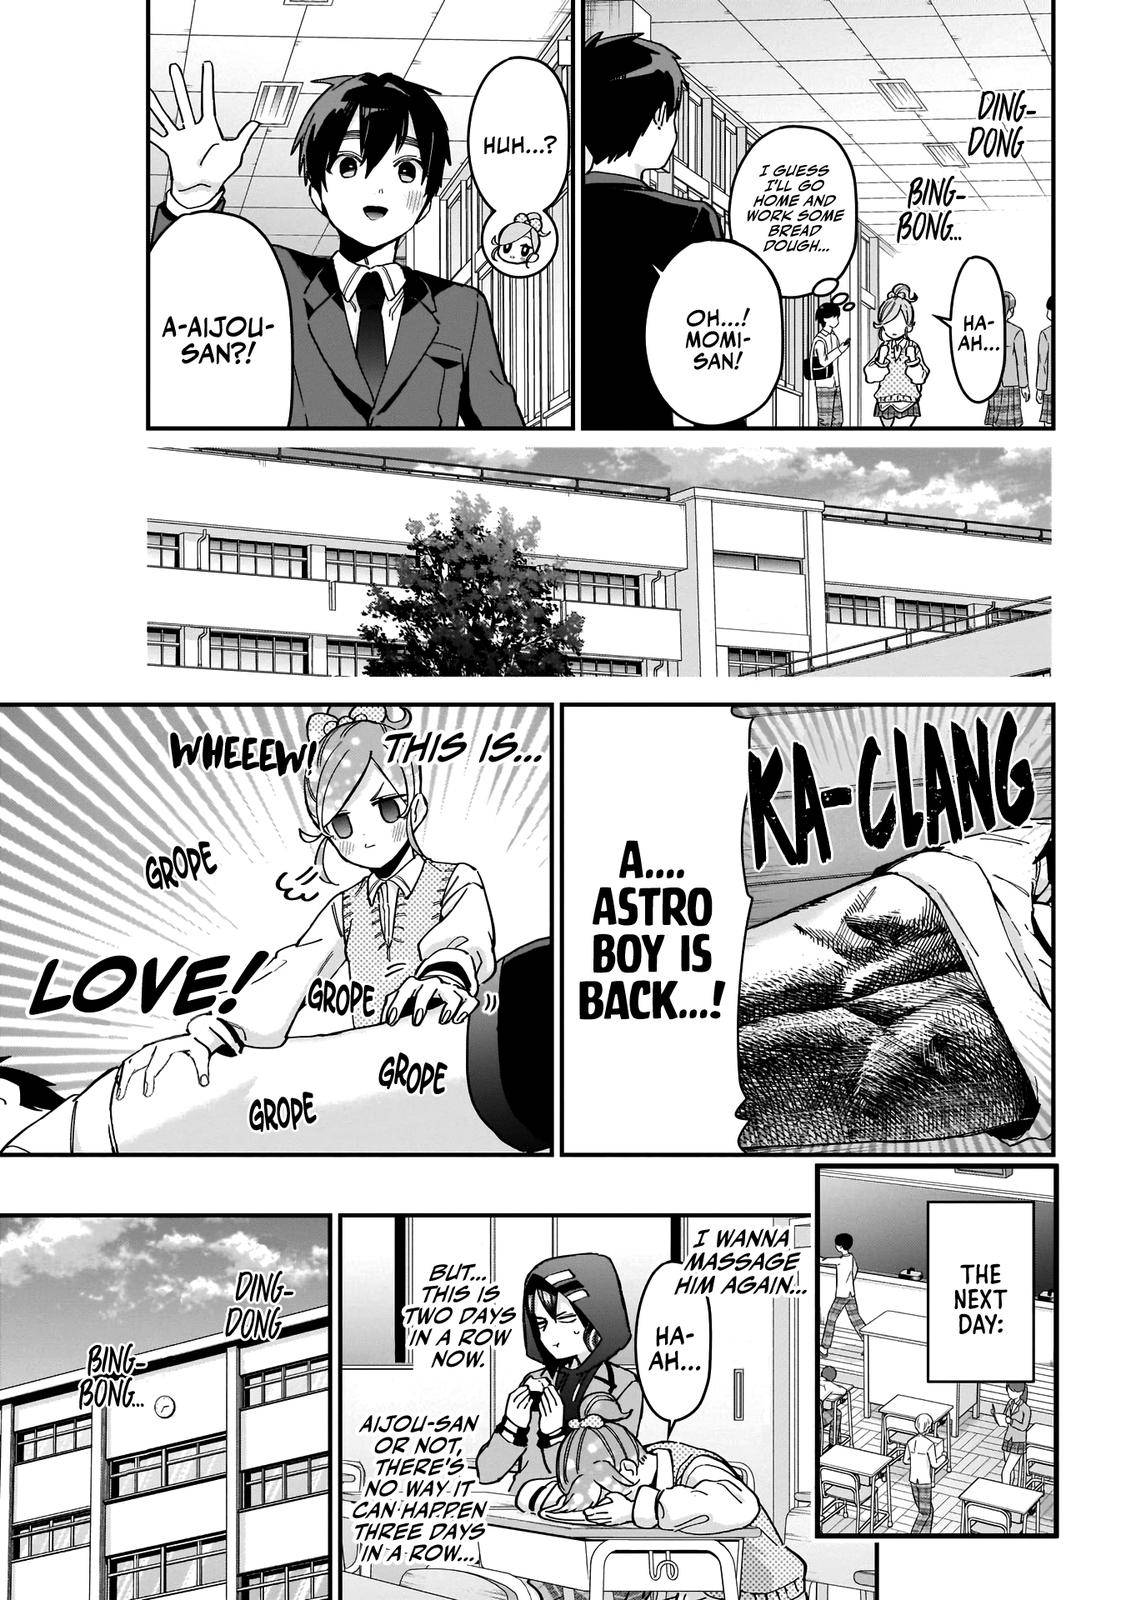 DING-
DONG
BING-
BONG...
HA-
AH...
I GUESS
I'LL GO
HOME AND
WORK SOME
BREAD
DOUGH...
OH...!
MOMI-
SAN!
HUH...?
A-AIJOU-
SAN?!
KA-CLANG
A....
ASTRO
BOY IS
BACK...!
THIS IS...
WHEEEW!
GROPE
LOVE!
GROPE
GROPE
GROPE
THE
NEXT
DAY:
I WANNA
MASSAGE
HIM AGAIN...
HA-
AH...
BUT...
THIS IS
TWO DAYS
IN A ROW
NOW.
AIJOU-SAN
OR NOT,
THERE'S
NO WAY IT
CAN HAPPEN
THREE DAYS
IN A ROW...
DING-
DONG
BING-
BONG...